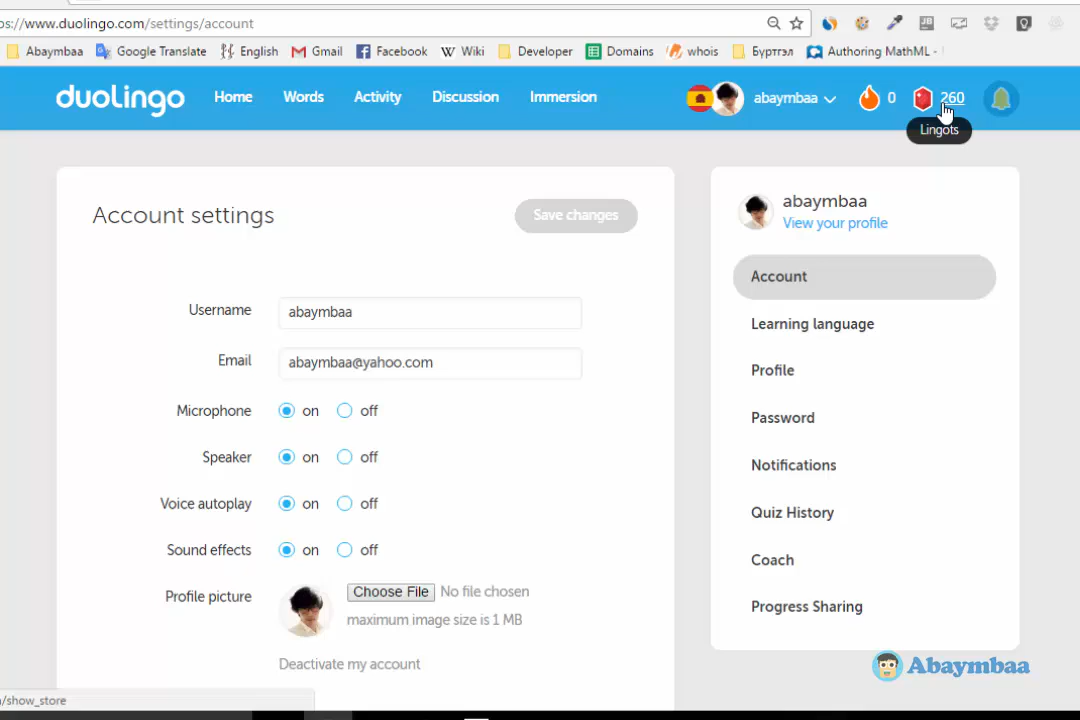 ps://www.duolingo.com/settings/account
Abaymbaa Google Translate English Gmail Facebook Wiki Developer Domains whois Буртгэл Authoring MathML -
duolingo Home Words Activity Discussion Immersion abaymbaa 0 260
Lingots
Account settings
Save changes
Username abaymbaa
Email abaymbaa@yahoo.com
Microphone on off
Speaker on off
Voice autoplay on off
Sound effects on off
Profile picture Choose File No file chosen
maximum image size is 1 MB
Deactivate my account
abaymbaa
View your profile
Account
Learning language
Profile
Password
Notifications
Quiz History
Coach
Progress Sharing
Abaymbaa
/show_store